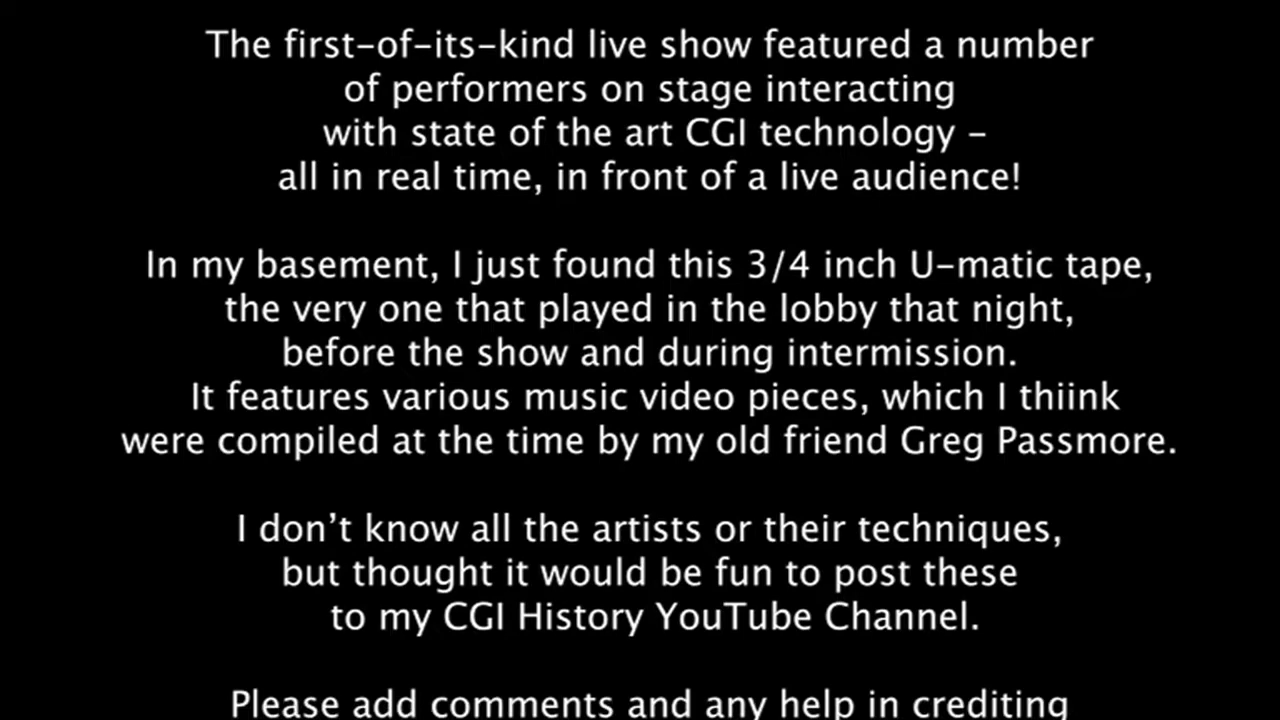 The first-of-its-kind live show featured a number
of performers on stage interacting
with state of the art CGI technology –
all in real time, in front of a live audience!
In my basement, I just found this 3/4 inch U-matic tape,
the very one that played in the lobby that night,
before the show and during intermission.
It features various music video pieces, which I thiink
were compiled at the time by my old friend Greg Passmore.
I don’t know all the artists or their techniques,
but thought it would be fun to post these
to my CGI History YouTube Channel.
Please add comments and any help in crediting